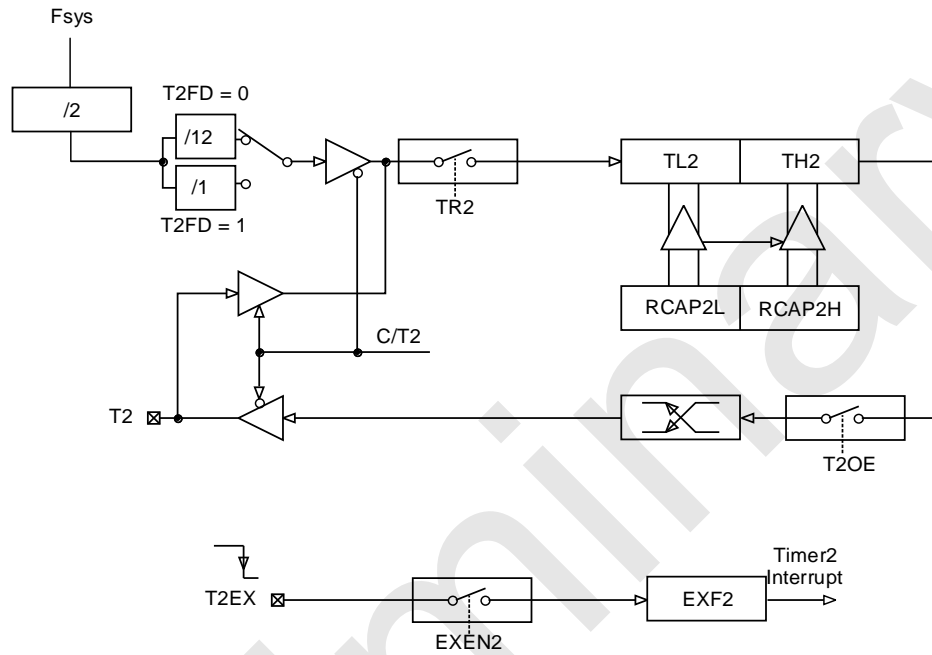 Fsys
/2
T2FD = 0
/12
/1
T2FD = 1
TR2
TL2
TH2
RCAP2L
RCAP2H
C/T2
T2
T2OE
T2EX
EXEN2
EXF2
Timer2
Interrupt